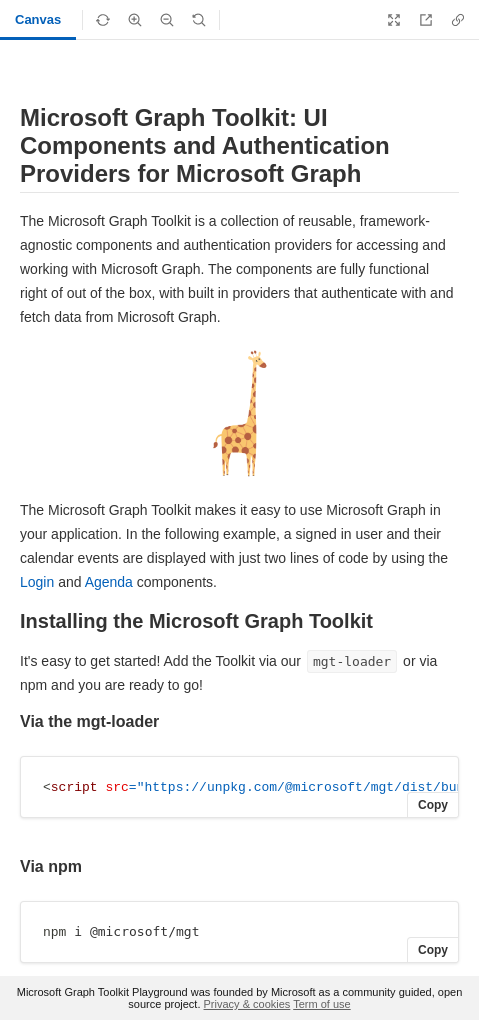 Canvas
Microsoft Graph Toolkit: UI
Components and Authentication
Providers for Microsoft Graph
The Microsoft Graph Toolkit is a collection of reusable, framework-
agnostic components and authentication providers for accessing and
working with Microsoft Graph. The components are fully functional
right of out of the box, with built in providers that authenticate with and
fetch data from Microsoft Graph.
The Microsoft Graph Toolkit makes it easy to use Microsoft Graph in
your application. In the following example, a signed in user and their
calendar events are displayed with just two lines of code by using the
Login and Agenda components.
Installing the Microsoft Graph Toolkit
It's easy to get started! Add the Toolkit via our mgt-loader or via
npm and you are ready to go!
Via the mgt-loader
<script src="https://unpkg.com/@microsoft/mgt/dist/bu
Copy
Via npm
npm i @microsoft/mgt
Copy
Microsoft Graph Toolkit Playground was founded by Microsoft as a community guided, open
source project. Privacy & cookies Term of use